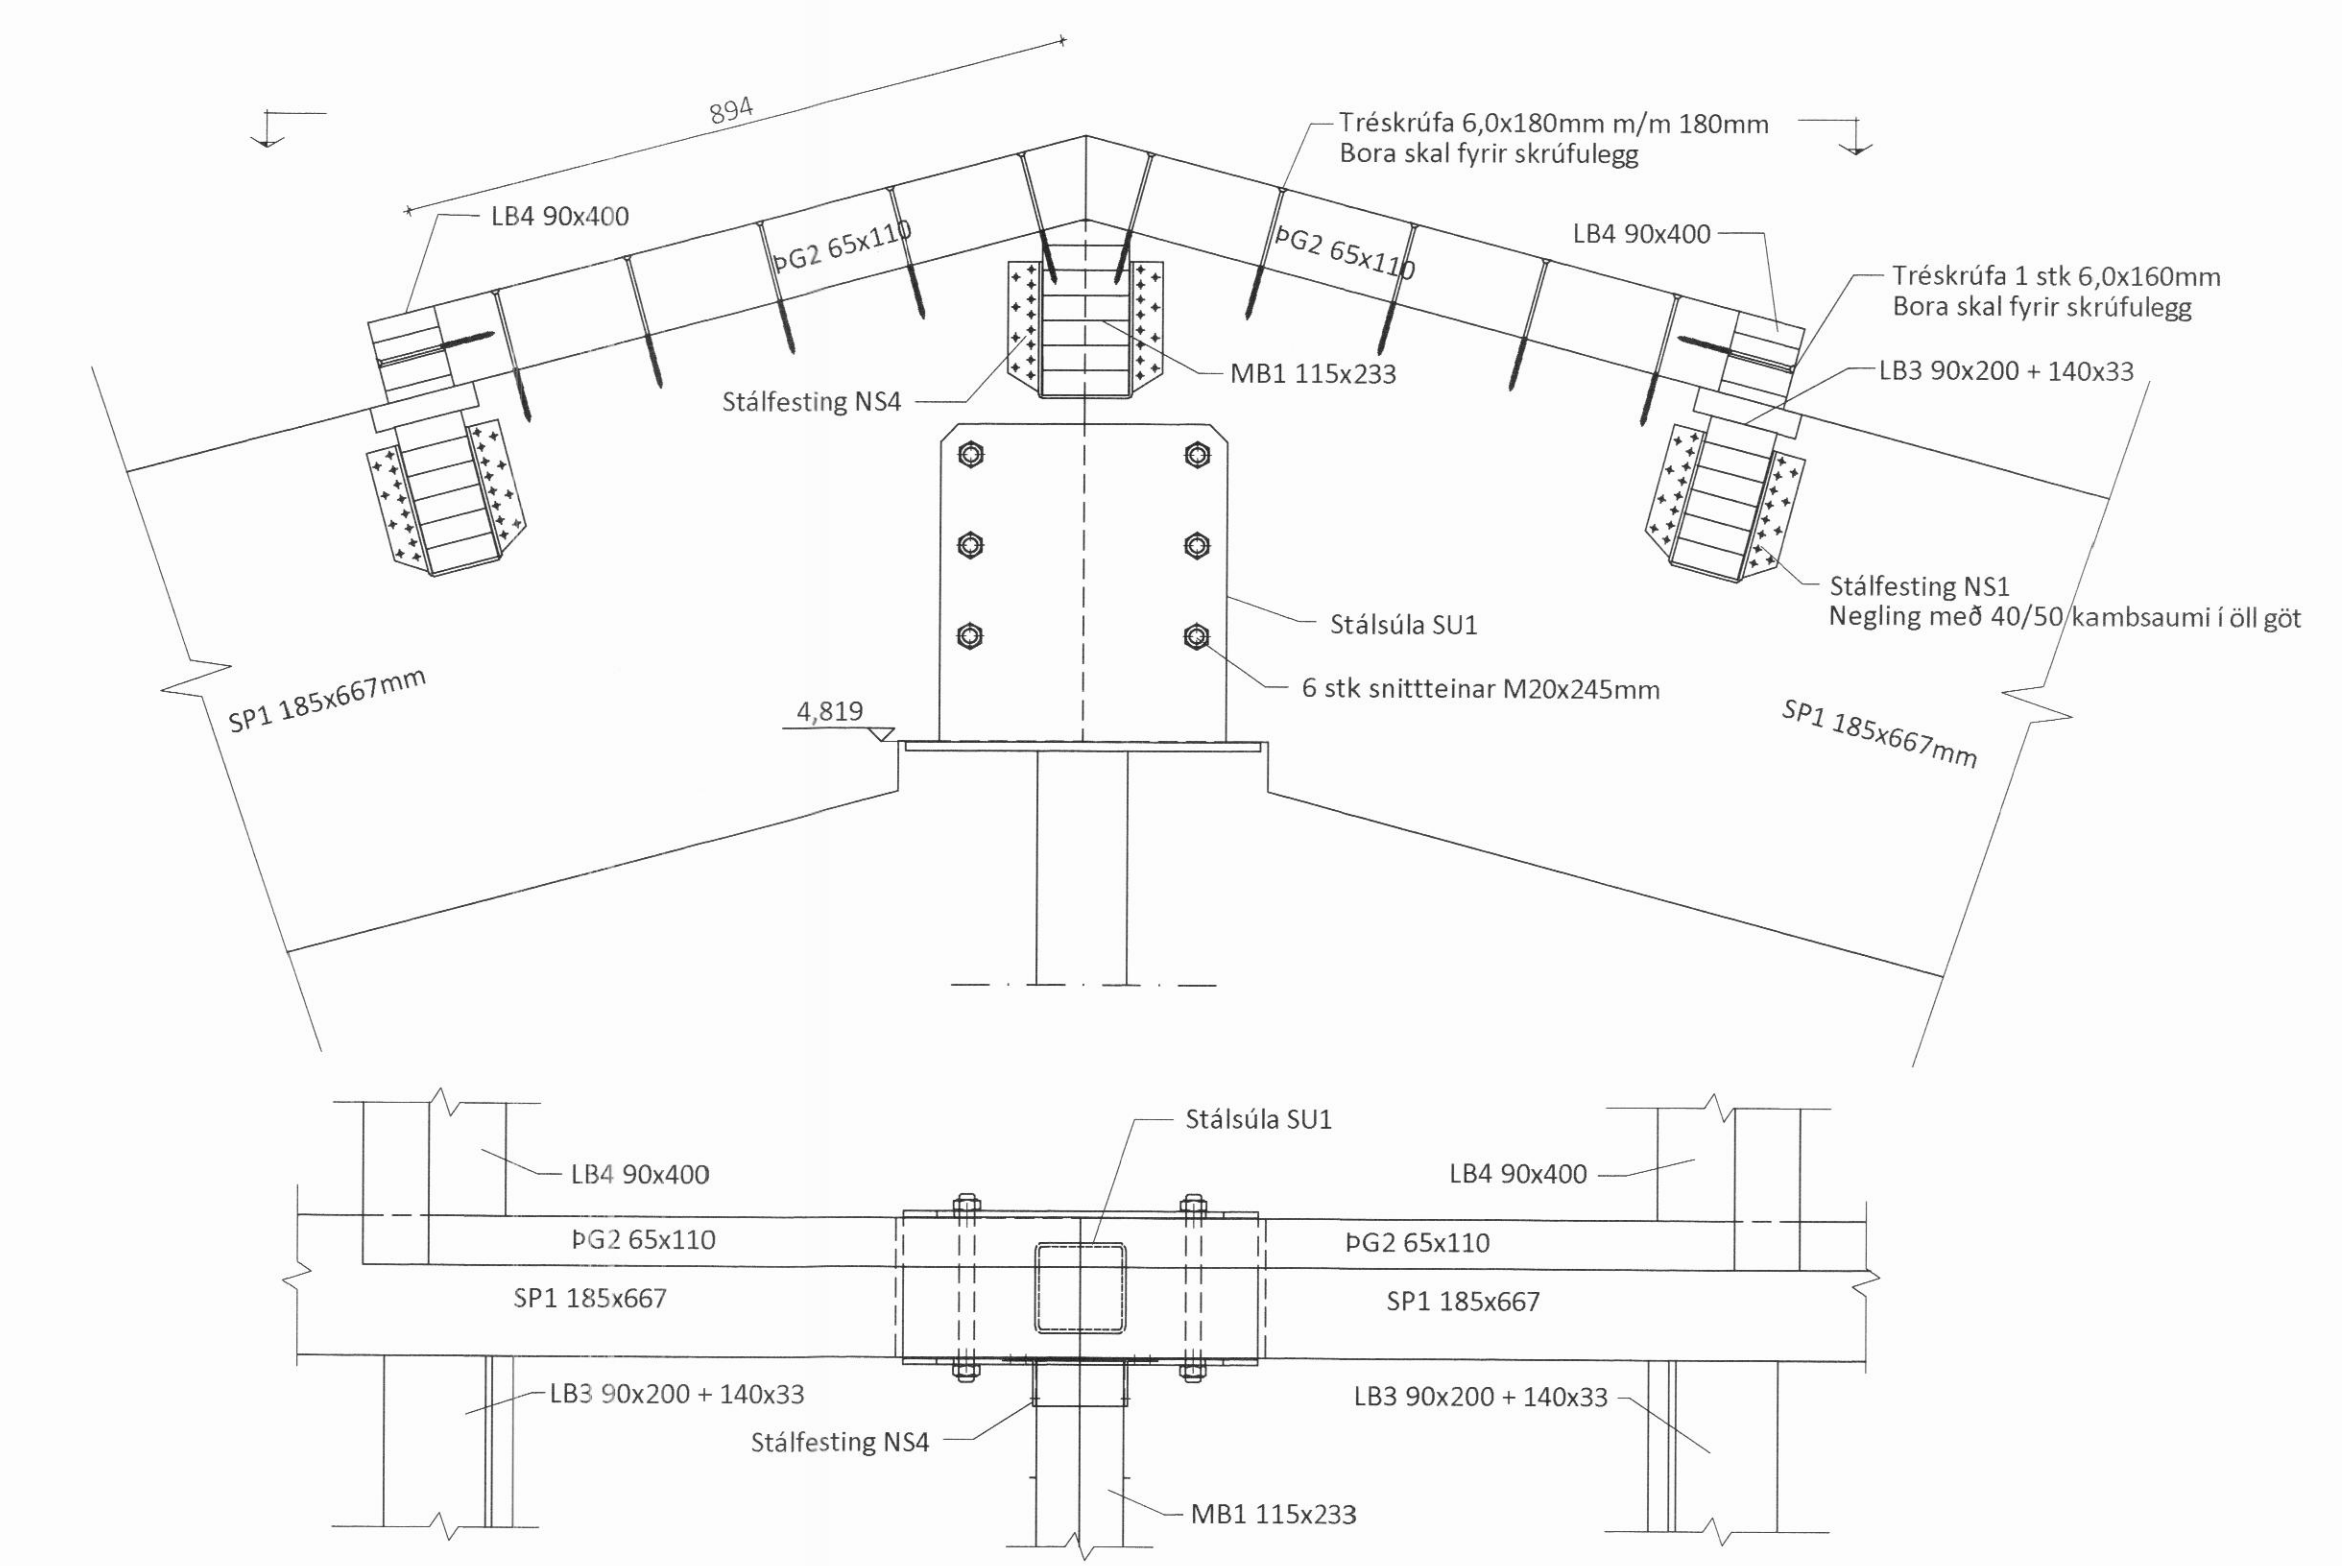 894
Tréskrúfa 6,0x180mm m/m 180mm
Bora skal fyrir skrúfulegg
LB4 90x400
LB4 90x400
ÞG2 65x110
ÞG2 65x110
Tréskrúfa 1 stk 6,0x160mm
Bora skal fyrir skrúfulegg
MB1 115x233
LB3 90x200 + 140x33
Stálfesting NS4
Stálfesting NS1
Negling með 40/50 kambsaumi í öll göt
Stálsúla SU1
6 stk snittteinar M20x245mm
SP1 185x667mm
4,819
SP1 185x667mm
Stálsúla SU1
LB4 90x400
LB4 90x400
ÞG2 65x110
ÞG2 65x110
SP1 185x667
SP1 185x667
LB3 90x200 + 140x33
LB3 90x200 + 140x33
Stálfesting NS4
MB1 115x233